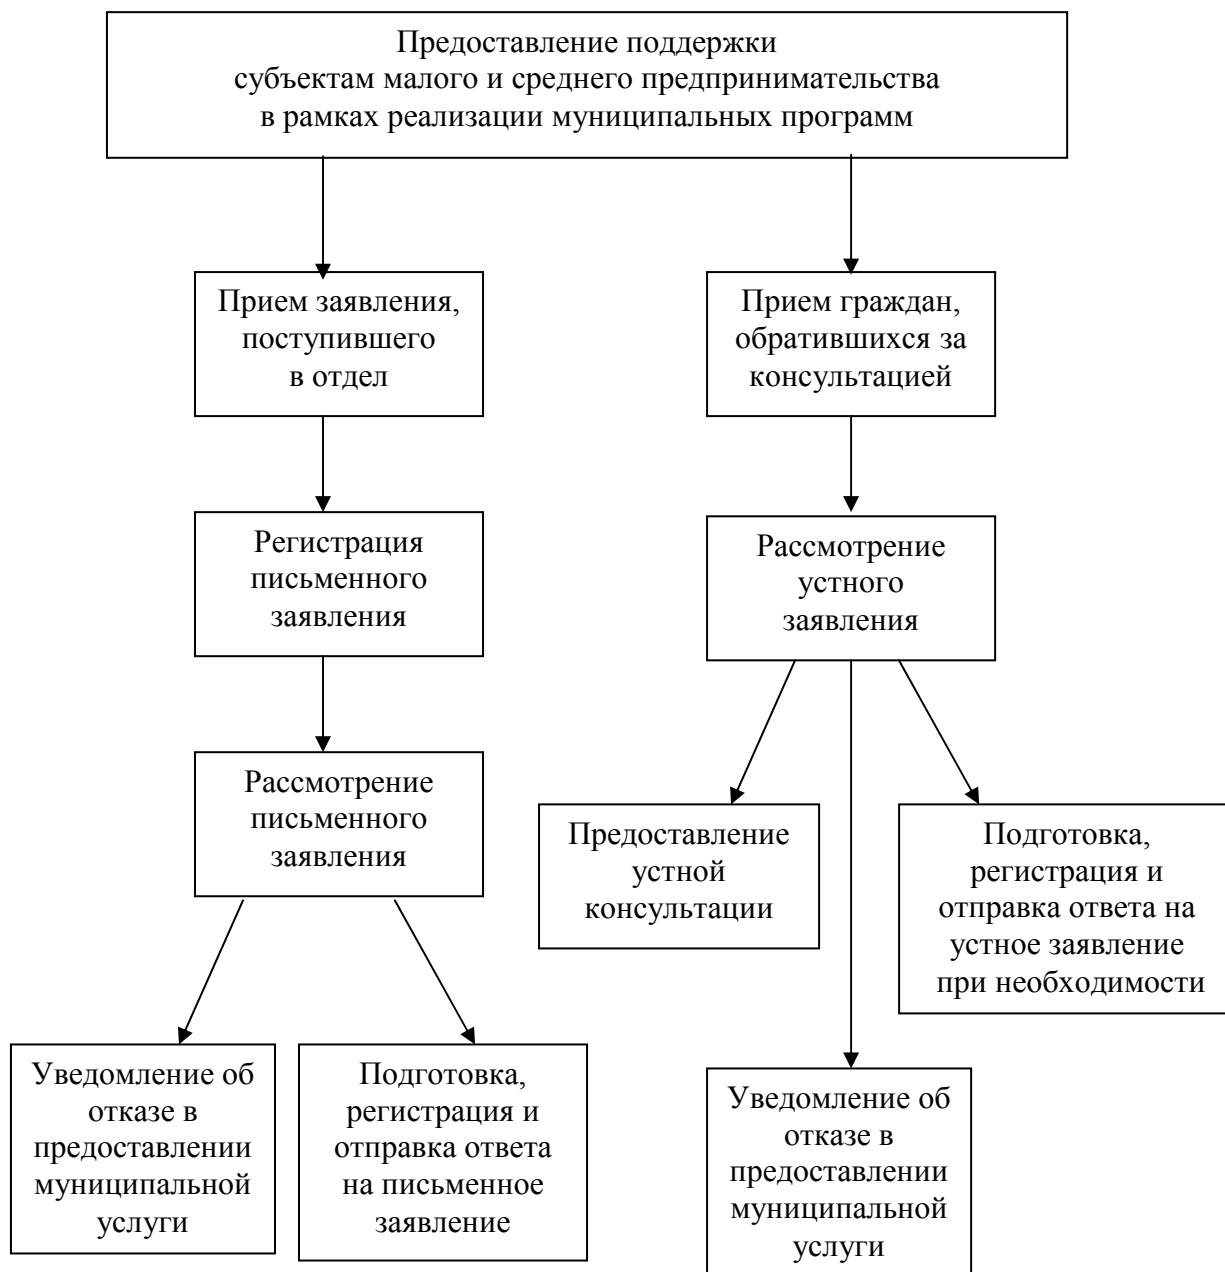 Предоставление поддержки
субъектам малого и среднего предпринимательства
в рамках реализации муниципальных программ
Прием заявления,
поступившего
в отдел
Прием граждан,
обратившихся за
консультацией
Регистрация
письменного
заявления
Рассмотрение
устного
заявления
Рассмотрение
письменного
заявления
Предоставление
устной
консультации
Подготовка,
регистрация и
отправка ответа на
устное заявление
при необходимости
Уведомление об
отказе в
предоставлении
муниципальной
услуги
Подготовка,
регистрация и
отправка ответа
на письменное
заявление
Уведомление об
отказе в
предоставлении
муниципальной
услуги